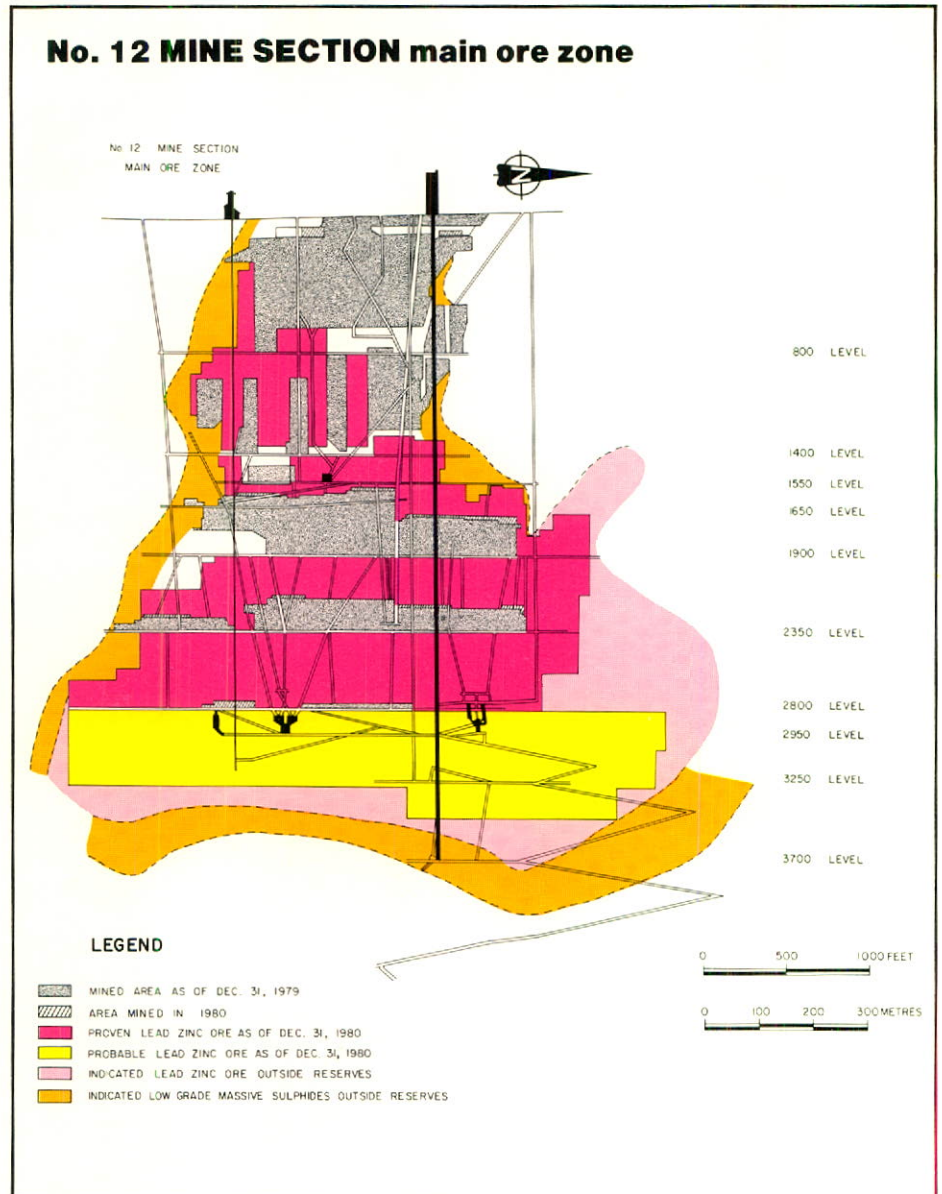 No. 12 MINE SECTION main ore zone
No 12 MINE SECTION
MAIN ORE ZONE
N
800 LEVEL
1400 LEVEL
1550 LEVEL
1650 LEVEL
1900 LEVEL
2350 LEVEL
2800 LEVEL
2950 LEVEL
3250 LEVEL
3700 LEVEL
LEGEND
MINED AREA AS OF DEC. 31, 1979
AREA MINED IN 1980
PROVEN LEAD ZINC ORE AS OF DEC. 31, 1980
PROBABLE LEAD ZINC ORE AS OF DEC. 31, 1980
INDICATED LEAD ZINC ORE OUTSIDE RESERVES
INDICATED LOW GRADE MASSIVE SULPHIDES OUTSIDE RESERVES
0 500 1000 FEET
0 100 200 300 METRES